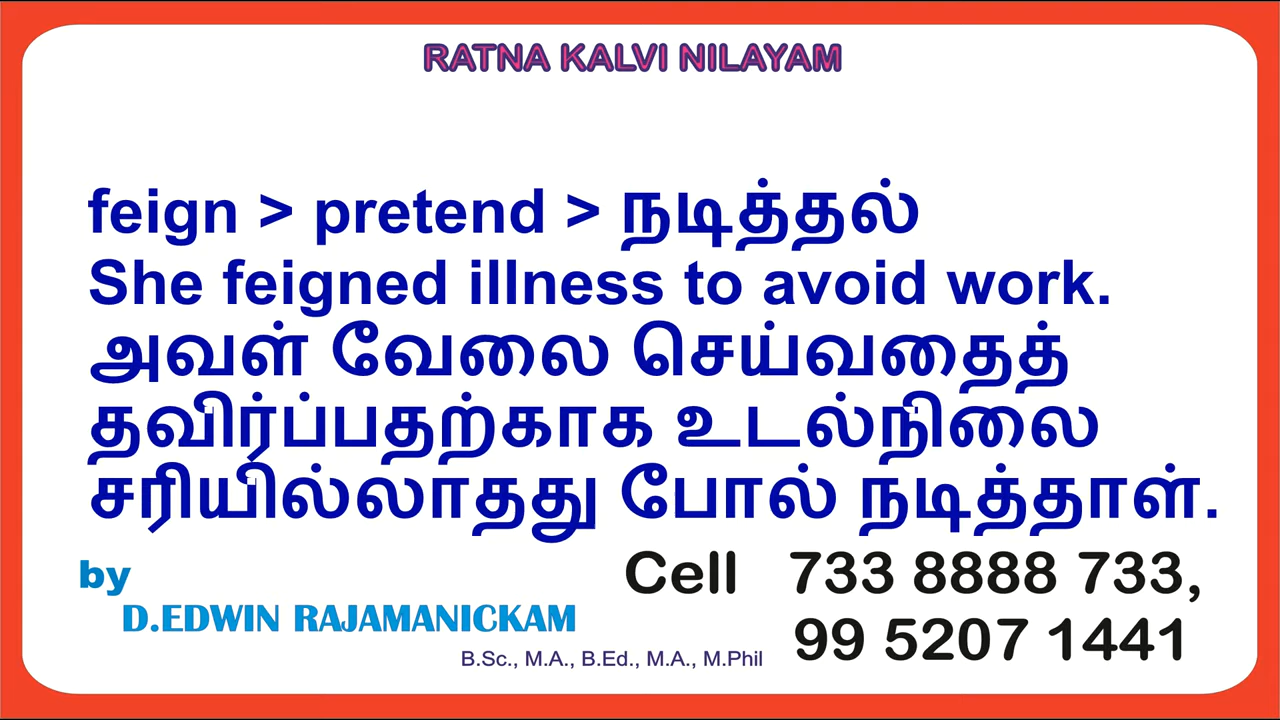 RATNA KALVI NILAYAM
feign > pretend > நடித்தல்
She feigned illness to avoid work.
அவள் வேலை செய்வதைத்
தவிர்ப்பதற்காக உடல்நிலை
சரியில்லாதது போல் நடித்தாள்.
by
D.EDWIN RAJAMANICKAM
B.Sc., M.A., B.Ed., M.A., M.Phil
Cell 733 8888 733,
99 5207 1441